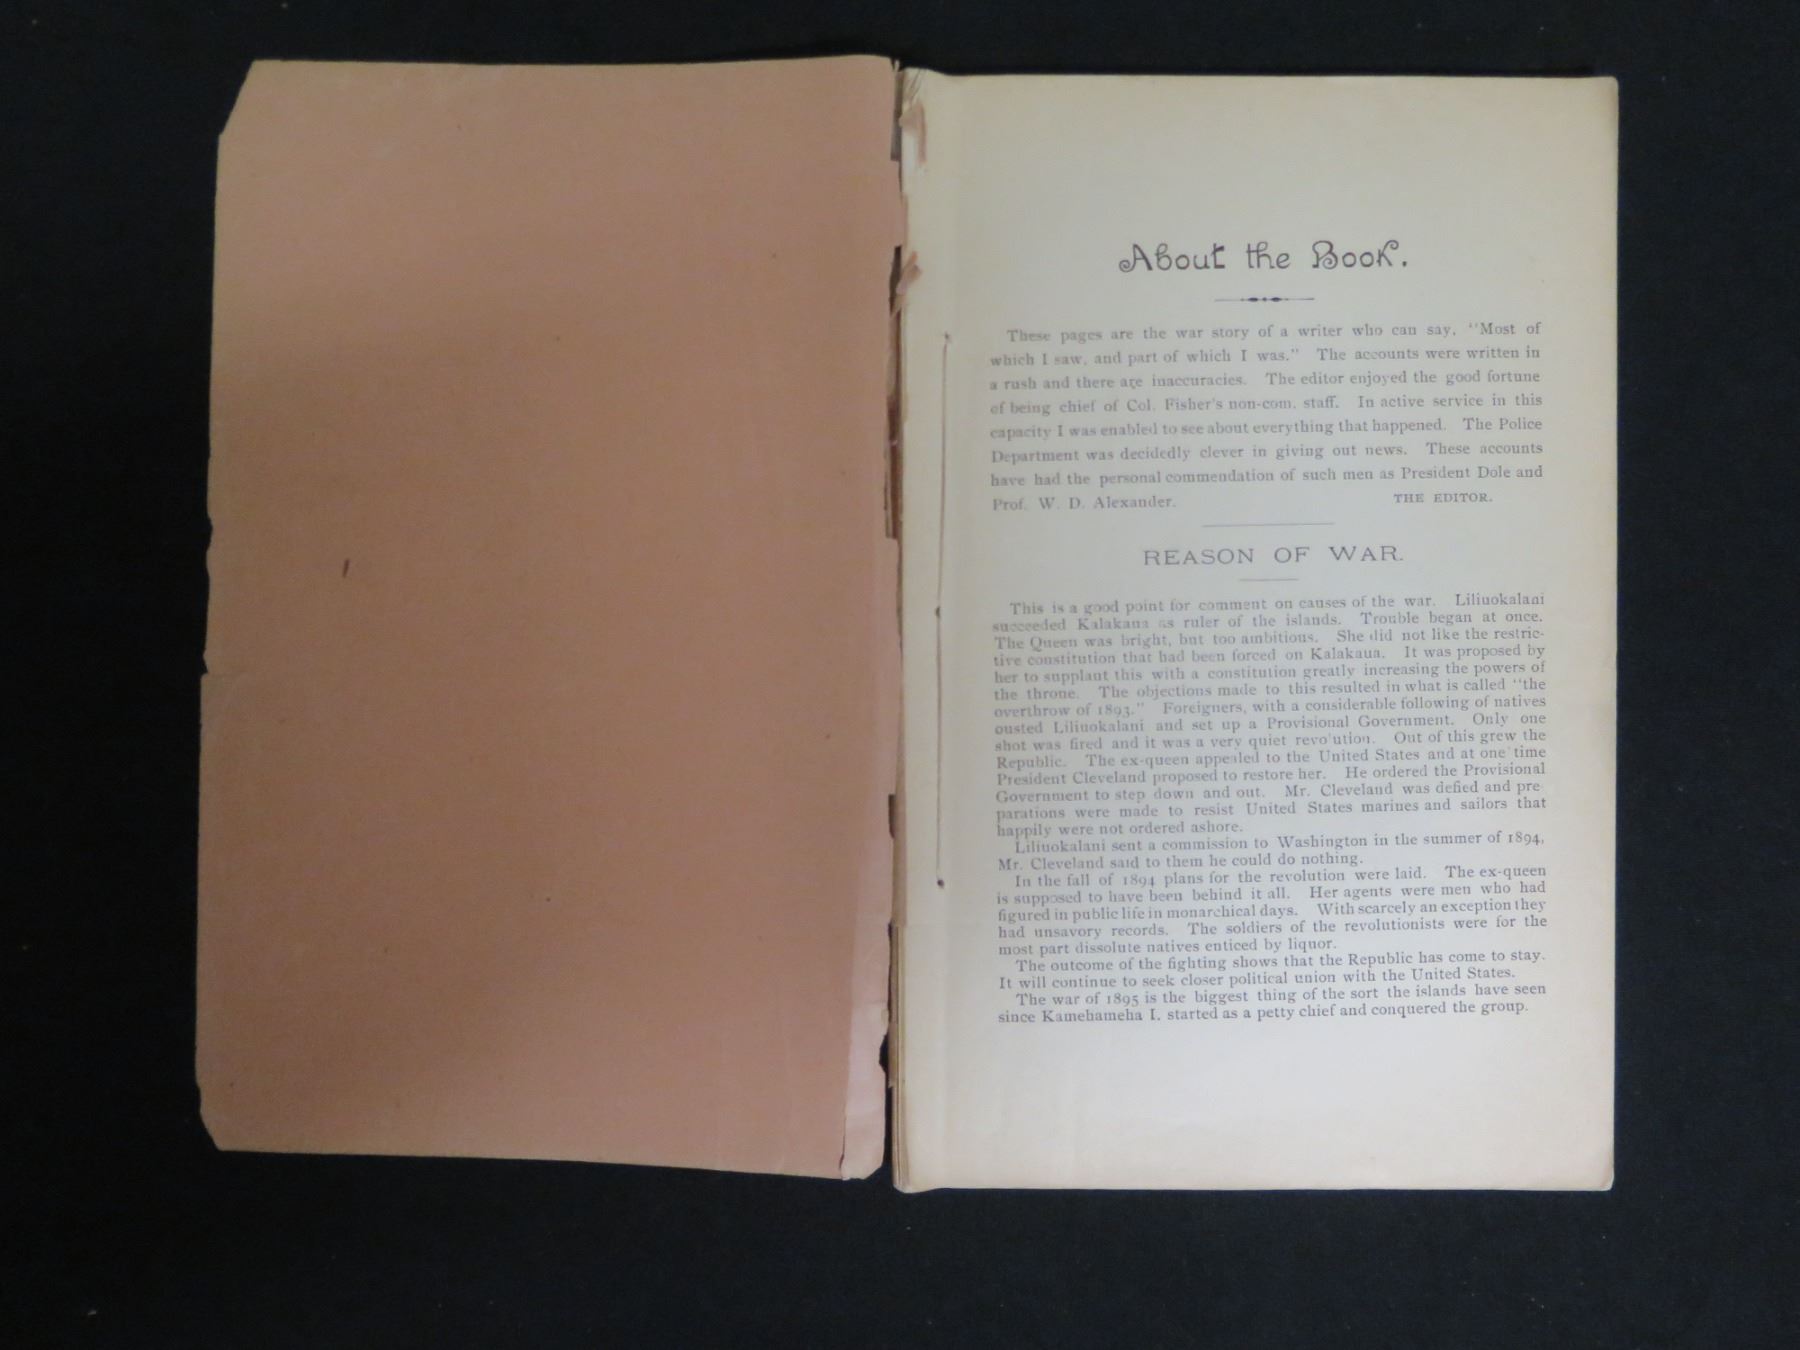 About the Book.
These pages are the war story of a writer who can say, "Most of
which I saw, and part of which I was." The accounts were written in
a rush and there are inaccuracies. The editor enjoyed the good fortune
of being chief of Col. Fisher's non-com. staff. In active service in this
capacity I was enabled to see about everything that happened. The Police
Department was decidedly clever in giving out news. These accounts
have had the personal commendation of such men as President Dole and
Prof. W. D. Alexander. THE EDITOR.
REASON OF WAR.
This is a good point for comment on causes of the war. Liliuokalani
succeeded Kalakaua as ruler of the islands. Trouble began at once.
The Queen was bright, but too ambitious. She did not like the restric-
tive constitution that had been forced on Kalakaua. It was proposed by
her to supplant this with a constitution greatly increasing the powers of
the throne. The objections made to this resulted in what is called "the
overthrow of 1893." Foreigners, with a considerable following of natives
ousted Liliuokalani and set up a Provisional Government. Only one
shot was fired and it was a very quiet revo'ution. Out of this grew the
Republic. The ex-queen appealed to the United States and at one time
President Cleveland proposed to restore her. He ordered the Provisional
Government to step down and out. Mr. Cleveland was defied and pre-
parations were made to resist United States marines and sailors that
happily were not ordered ashore.
Liliuokalani sent a commission to Washington in the summer of 1894,
Mr. Cleveland said to them he could do nothing.
In the fall of 1894 plans for the revolution were laid. The ex-queen
is supposed to have been behind it all. Her agents were men who had
figured in public life in monarchical days. With scarcely an exception they
had unsavory records. The soldiers of the revolutionists were for the
most part dissolute natives enticed by liquor.
The outcome of the fighting shows that the Republic has come to stay.
It will continue to seek closer political union with the United States.
The war of 1895 is the biggest thing of the sort the islands have seen
since Kamehameha I. started as a petty chief and conquered the group.